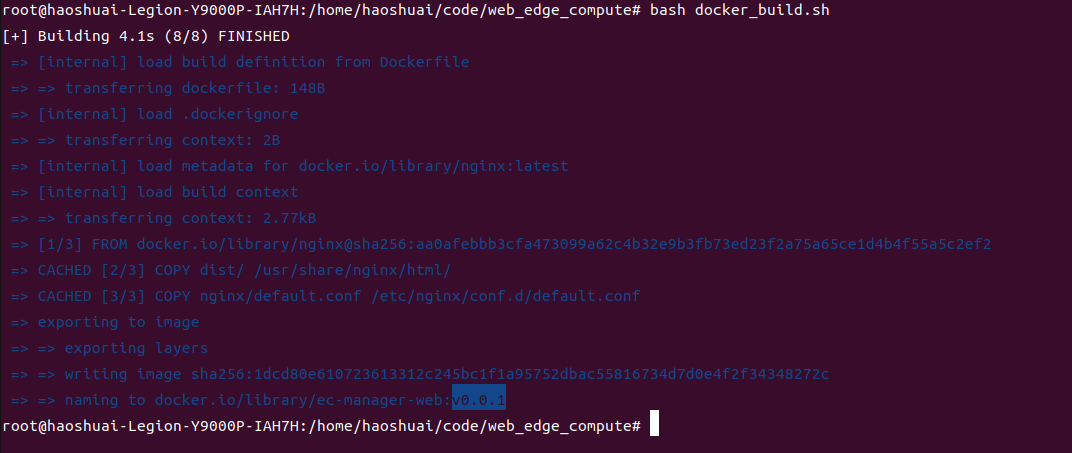 root@haoshuai-Legion-Y9000P-IAH7H:/home/haoshuai/code/web_edge_compute# bash docker_build.sh
[+] Building 4.1s (8/8) FINISHED
=> [internal] load build definition from Dockerfile
=> => transferring dockerfile: 148B
=> [internal] load .dockerignore
=> => transferring context: 2B
=> [internal] load metadata for docker.io/library/nginx:latest
=> [internal] load build context
=> => transferring context: 2.77kB
=> [1/3] FROM docker.io/library/nginx@sha256:aa0afebbb3cfa473099a62c4b32e9b3fb73ed23f2a75a65ce1d4b4f55a5c2ef2
=> CACHED [2/3] COPY dist/ /usr/share/nginx/html/
=> CACHED [3/3] COPY nginx/default.conf /etc/nginx/conf.d/default.conf
=> exporting to image
=> => exporting layers
=> => writing image sha256:1dcd80e610723613312c245bc1f1a95752dbac55816734d7d0e4f2f34348272c
=> => naming to docker.io/library/ec-manager-web:v0.0.1
root@haoshuai-Legion-Y9000P-IAH7H:/home/haoshuai/code/web_edge_compute#